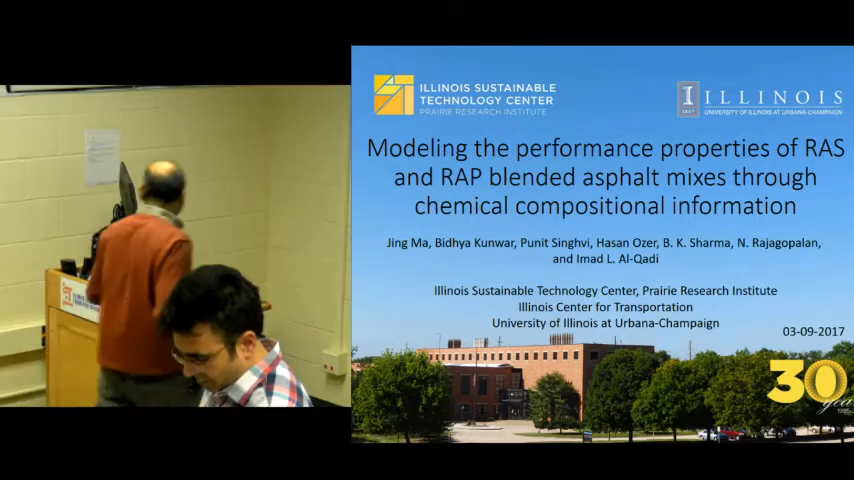 ILLINOIS SUSTAINABLE
TECHNOLOGY CENTER
PRAIRIE RESEARCH INSTITUTE
I
1867
ILLINOIS
UNIVERSITY OF ILLINOIS AT URBANA-CHAMPAIGN
Modeling the performance properties of RAS
and RAP blended asphalt mixes through
chemical compositional information
Jing Ma, Bidhya Kunwar, Punit Singhvi, Hasan Ozer, B. K. Sharma, N. Rajagopalan,
and Imad L. Al-Qadi
Illinois Sustainable Technology Center, Prairie Research Institute
Illinois Center for Transportation
University of Illinois at Urbana-Champaign
03-09-2017
30